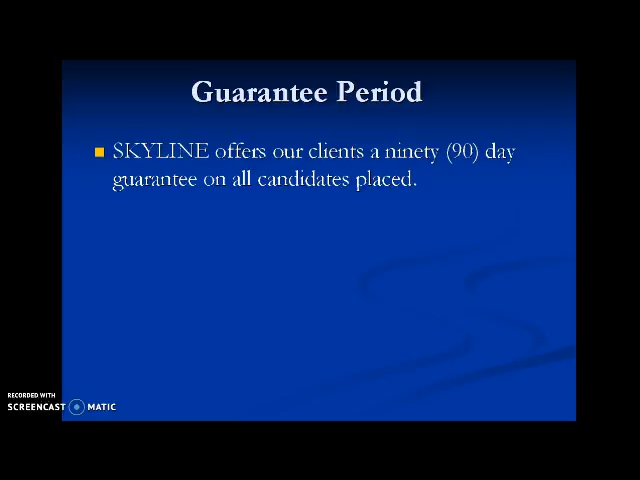 Guarantee Period
SKYLINE offers our clients a ninety (90) day
guarantee on all candidates placed.
RECORDED WITH
SCREENCAST MATIC